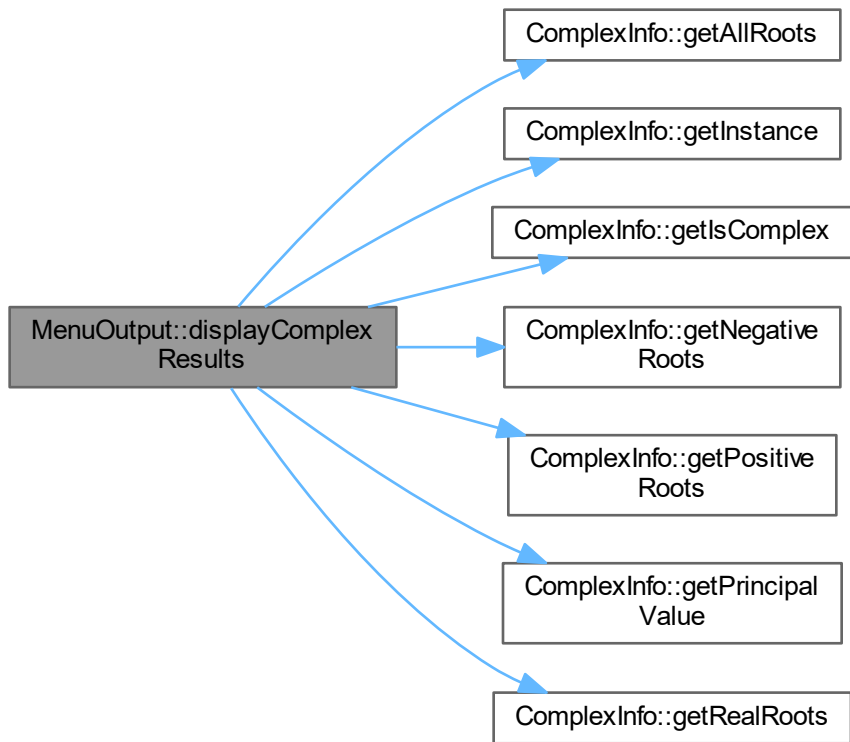 ComplexInfo::getAllRoots
ComplexInfo::getInstance
ComplexInfo::getIsComplex
MenuOutput::displayComplex
Results
ComplexInfo::getNegative
Roots
ComplexInfo::getPositive
Roots
ComplexInfo::getPrincipal
Value
ComplexInfo::getRealRoots